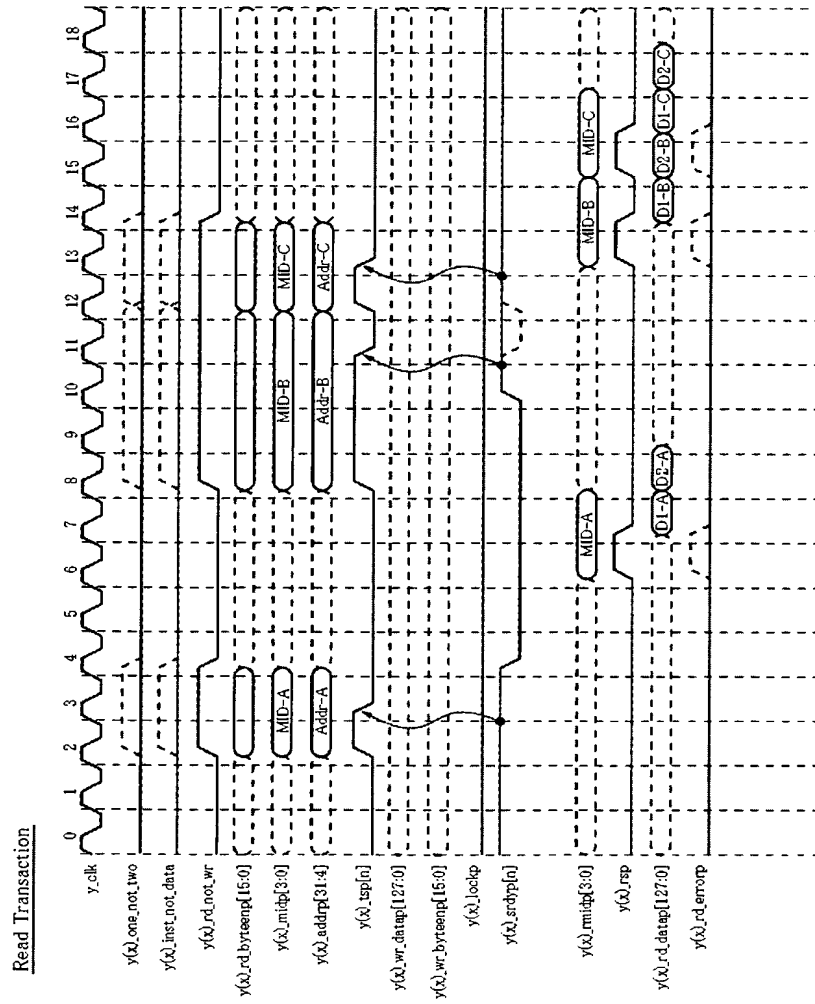 Read Transaction
0 1 2 3 4 5 6 7 8 9 10 11 12 13 14 15 16 17 18
y_clk
y(x)_one_not_two
y(x)_inst_not_data
y(x)_rd_not_wr
y(x)_rd_byteenp[15:0]
y(x)_midp[3:0] MID-A MID-B MID-C
y(x)_addrp[31:4] Addr-A Addr-B Addr-C
y(x)_tsp[n]
y(x)_wr_datap[127:0]
y(x)_wr_byteenp[15:0]
y(x)_lockp
y(x)_srdyp[n]
y(x)_rmidp[3:0] MID-A MID-B MID-C
y(x)_rsp
y(x)_rd_datap[127:0] D1-A D2-A D1-B D2-B D1-C D2-C
y(x)_rd_errorp